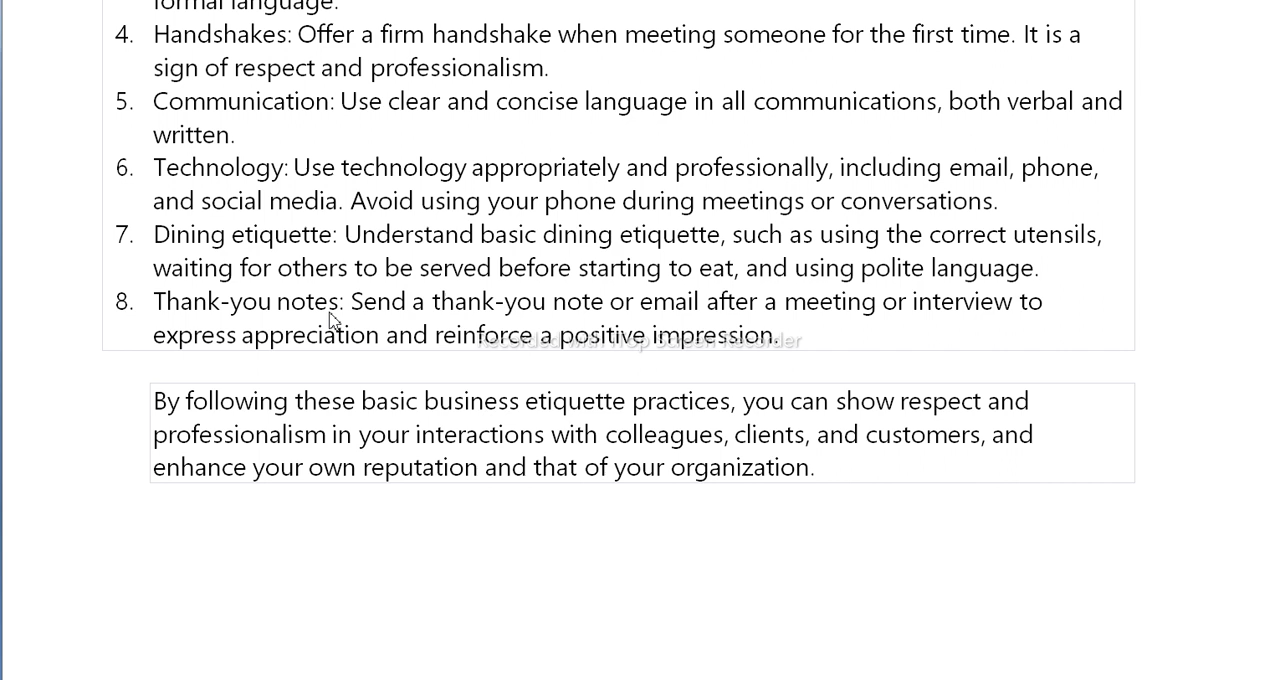 formal language.
4. Handshakes: Offer a firm handshake when meeting someone for the first time. It is a
sign of respect and professionalism.
5. Communication: Use clear and concise language in all communications, both verbal and
written.
6. Technology: Use technology appropriately and professionally, including email, phone,
and social media. Avoid using your phone during meetings or conversations.
7. Dining etiquette: Understand basic dining etiquette, such as using the correct utensils,
waiting for others to be served before starting to eat, and using polite language.
8. Thank-you notes: Send a thank-you note or email after a meeting or interview to
express appreciation and reinforce a positive impression.
Recorded with iTop Screen Recorder
By following these basic business etiquette practices, you can show respect and
professionalism in your interactions with colleagues, clients, and customers, and
enhance your own reputation and that of your organization.